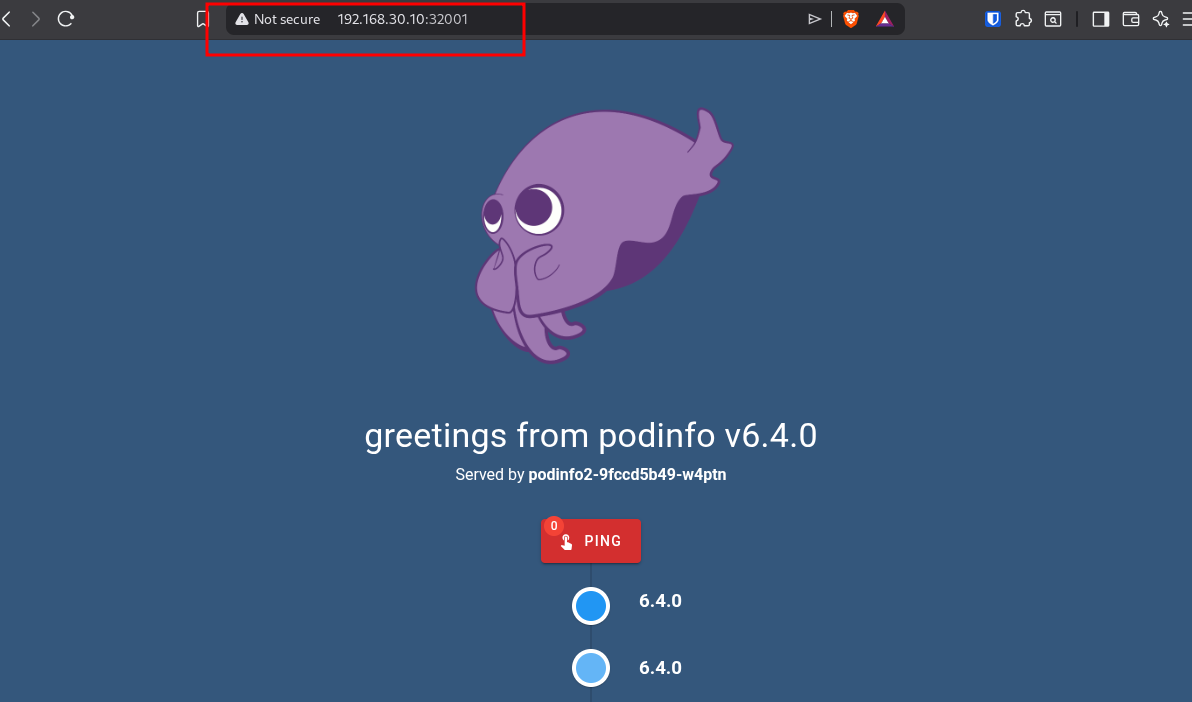 Not secure 192.168.30.10:32001
greetings from podinfo v6.4.0
Served by podinfo2-9fccd5b49-w4ptn
0
PING
6.4.0
6.4.0